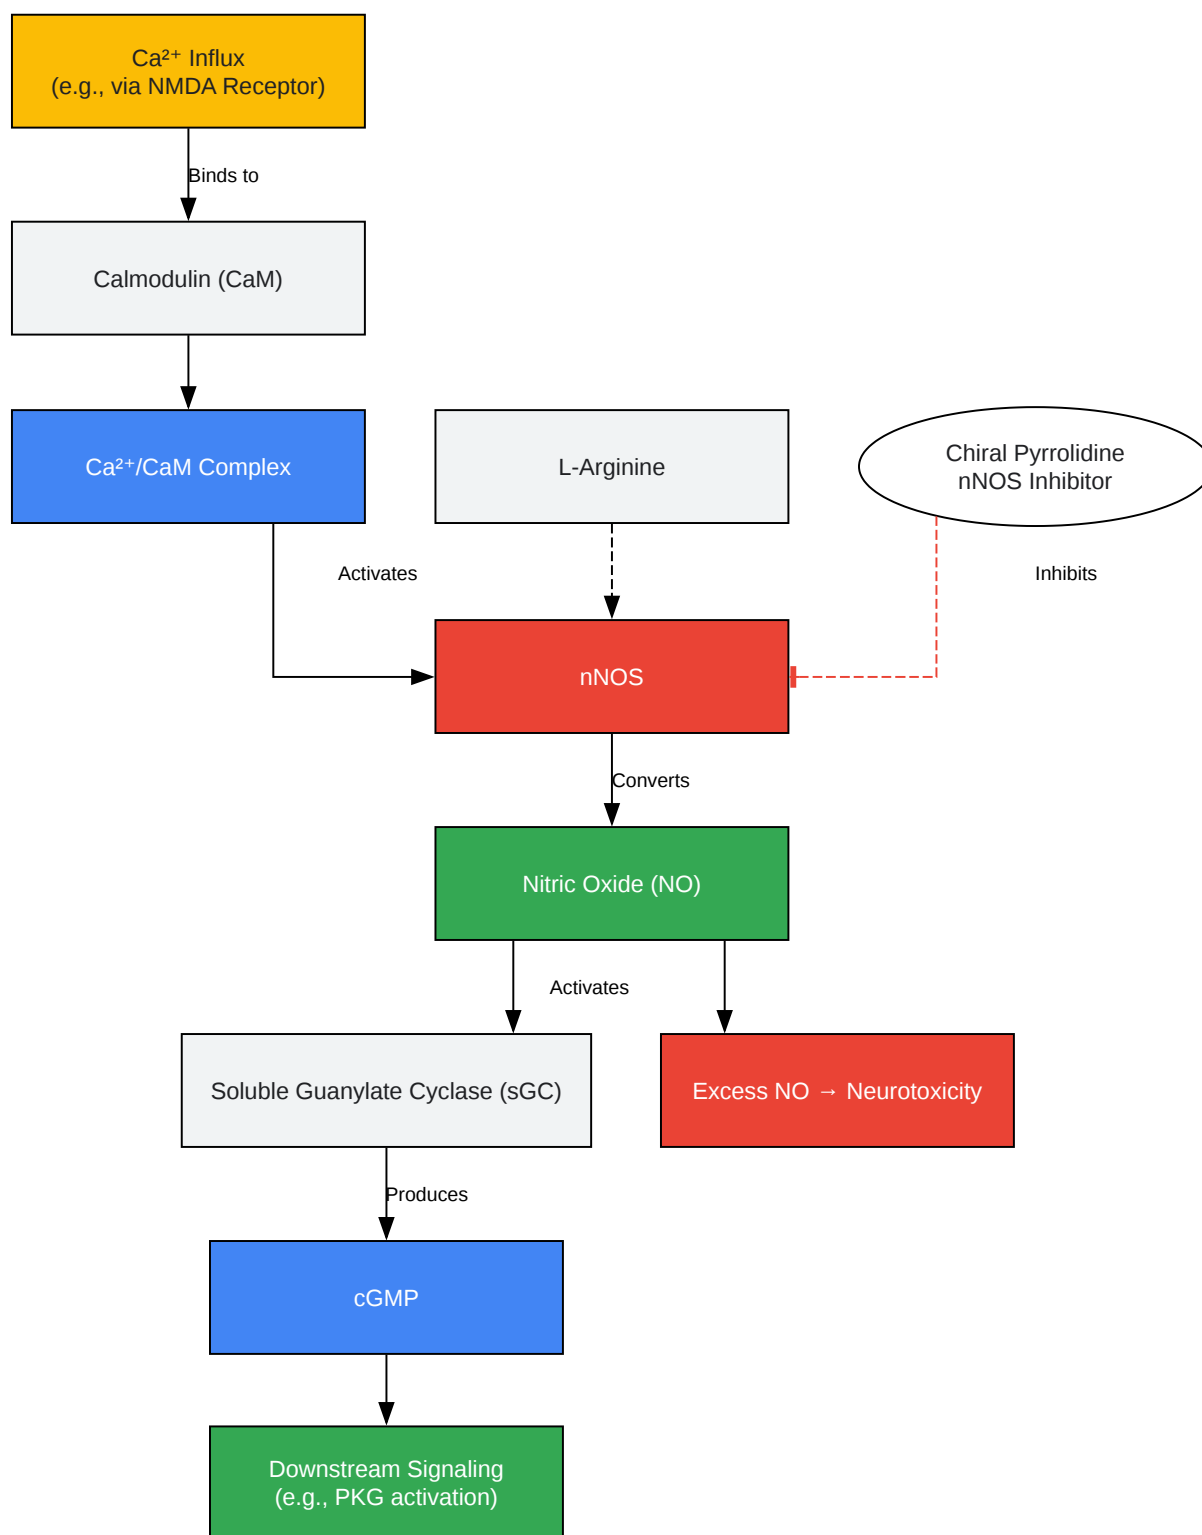 Ca²⁺ Influx
(e.g., via NMDA Receptor)
Binds to
Calmodulin (CaM)
Ca²⁺/CaM Complex
L-Arginine
Chiral Pyrrolidine
nNOS Inhibitor
Activates
Inhibits
nNOS
Converts
Nitric Oxide (NO)
Activates
Soluble Guanylate Cyclase (sGC)
Excess NO → Neurotoxicity
Produces
cGMP
Downstream Signaling
(e.g., PKG activation)